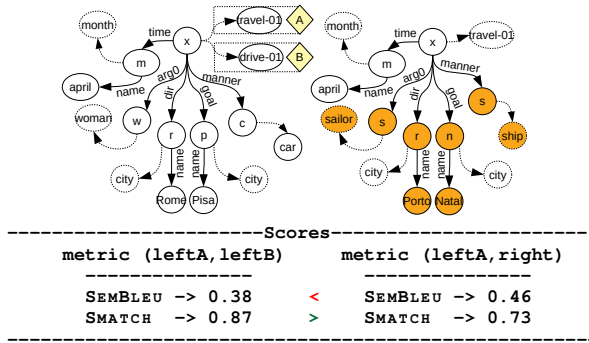 month
time
x
travel-01
A
drive-01
B
m
april
name
arg0
dir
goal
manner
woman
w
r
p
c
car
city
name
name
city
Rome
Pisa
month
time
x
travel-01
m
april
name
arg0
dir
goal
manner
s
sailor
s
r
n
ship
city
name
name
city
Porto
Natal
-----------------------Scores-----------------------
metric (leftA,leftB) metric (leftA,right)
-------------- --------------
SEMBLEU -> 0.38 < SEMBLEU -> 0.46
SMATCH -> 0.87 > SMATCH -> 0.73
----------------------------------------------------